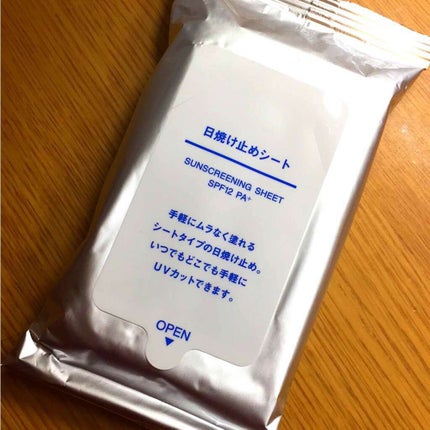 日焼け止めシート
SUNSCREENING SHEET
SPF12 PA+
手軽にムラなく塗れる
シートタイプの日焼け止め。
いつでもどこでも手軽に
UVカットできます。
OPEN